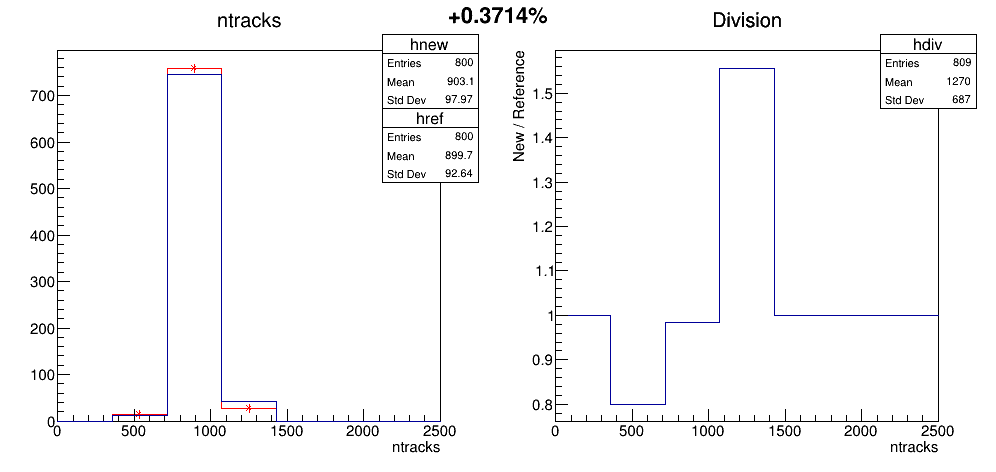 +0.3714%
ntracks
hnew
Entries 800
Mean 903.1
Std Dev 97.97
href
Entries 800
Mean 899.7
Std Dev 92.64
700
600
500
400
300
200
100
0
0 500 1000 1500 2000 2500
ntracks
Division
hdiv
Entries 809
Mean 1270
Std Dev 687
New / Reference
1.5
1.4
1.3
1.2
1.1
1
0.9
0.8
0 500 1000 1500 2000 2500
ntracks